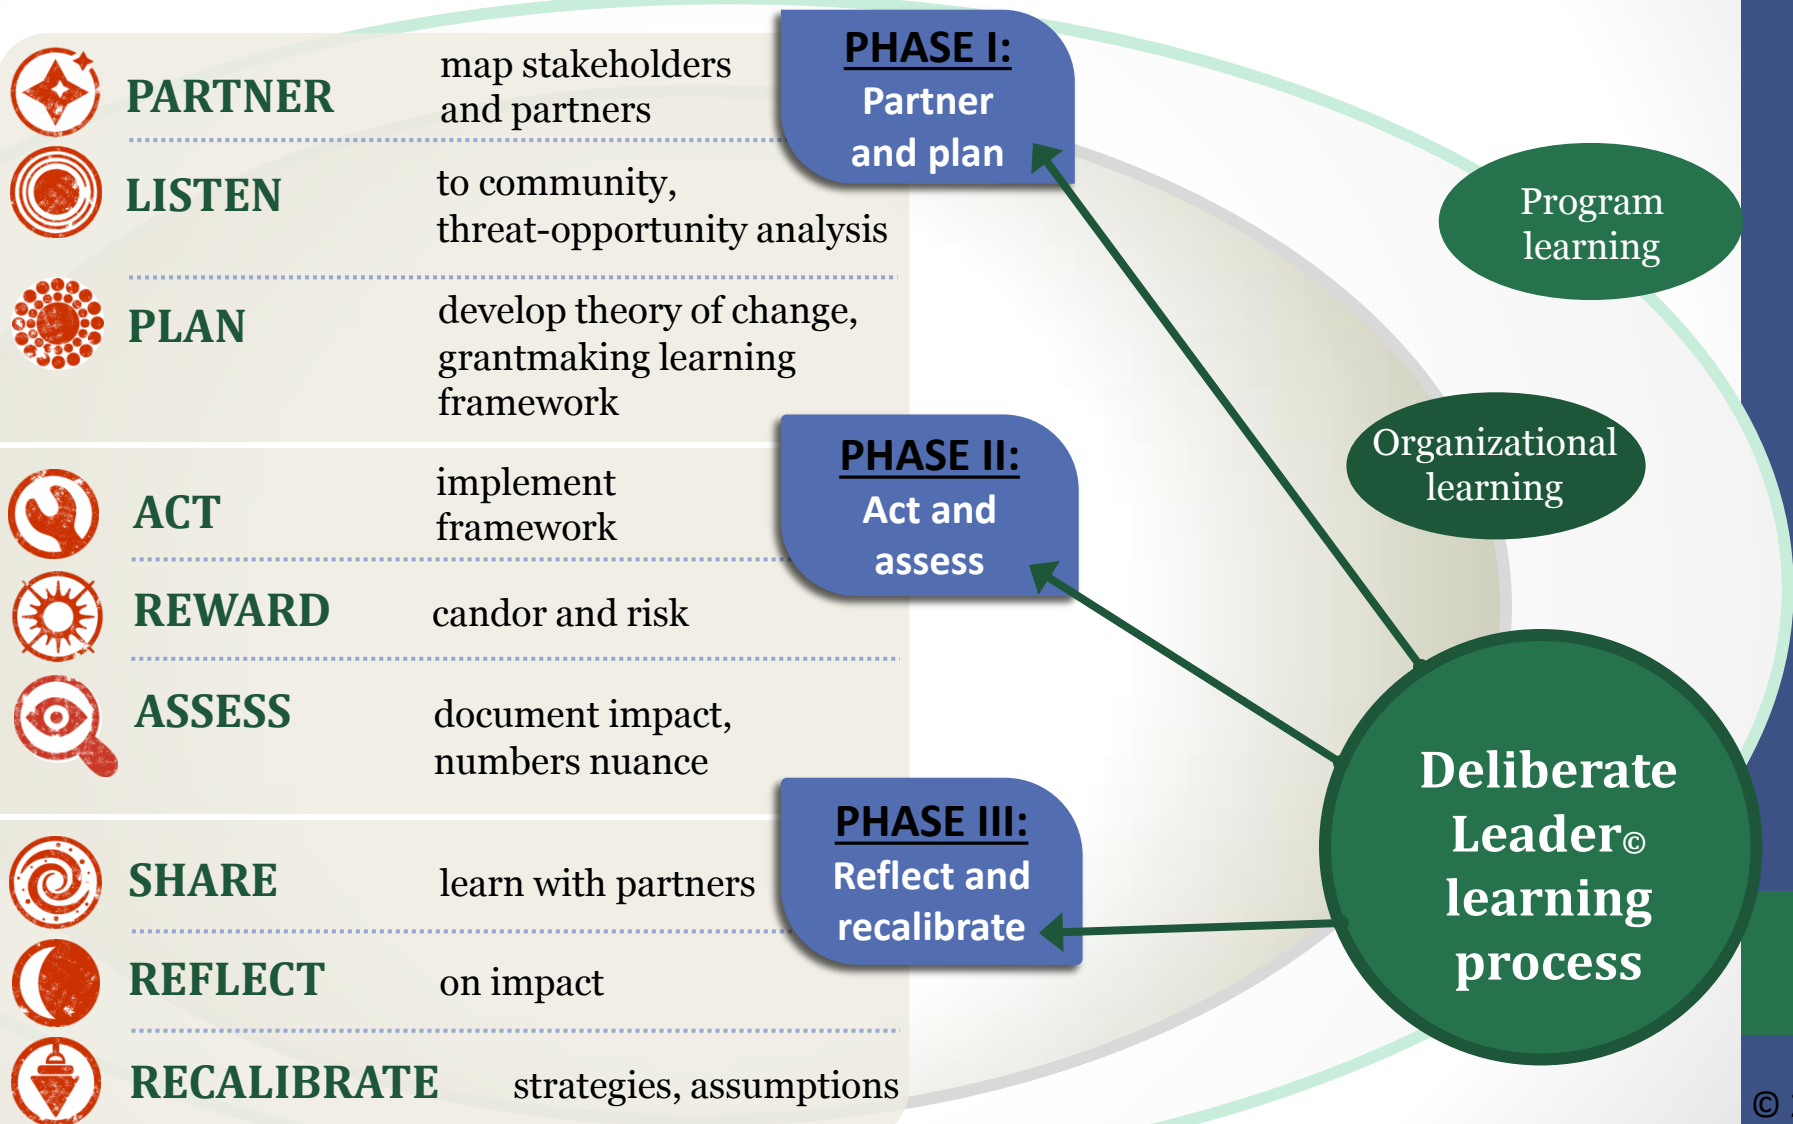 PARTNER
map stakeholders
and partners
LISTEN
to community,
threat-opportunity analysis
PLAN
develop theory of change,
grantmaking learning
framework
PHASE I:
Partner
and plan
ACT
implement
framework
REWARD
candor and risk
ASSESS
document impact,
numbers nuance
PHASE II:
Act and
assess
SHARE
learn with partners
REFLECT
on impact
RECALIBRATE
strategies, assumptions
PHASE III:
Reflect and
recalibrate
Program
learning
Organizational
learning
Deliberate
Leader©
learning
process
©